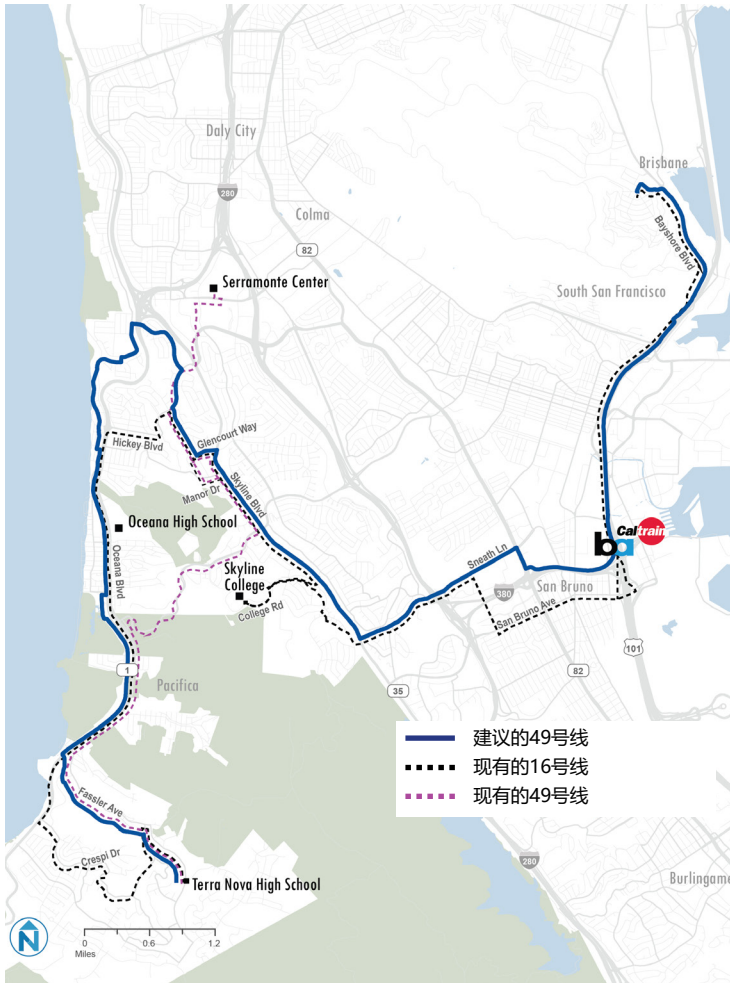 Daly City
Brisbane
280
Colma
82
Bayshore Blvd
Serramonte Center
South San Francisco
Hickey Blvd
Glencourt Way
Manor Dr
Skyline Blvd
Oceana High School
Oceana Blvd
Caltrain
ba
Sneath Ln
Skyline
College
380
San Bruno
College Rd
San Bruno Ave
101
1
82
Pacifica
35
建议的49号线
现有的16号线
现有的49号线
Fassler Ave
Crespi Dr
280
Terra Nova High School
Burlingame
N
0 0.6 1.2
Miles